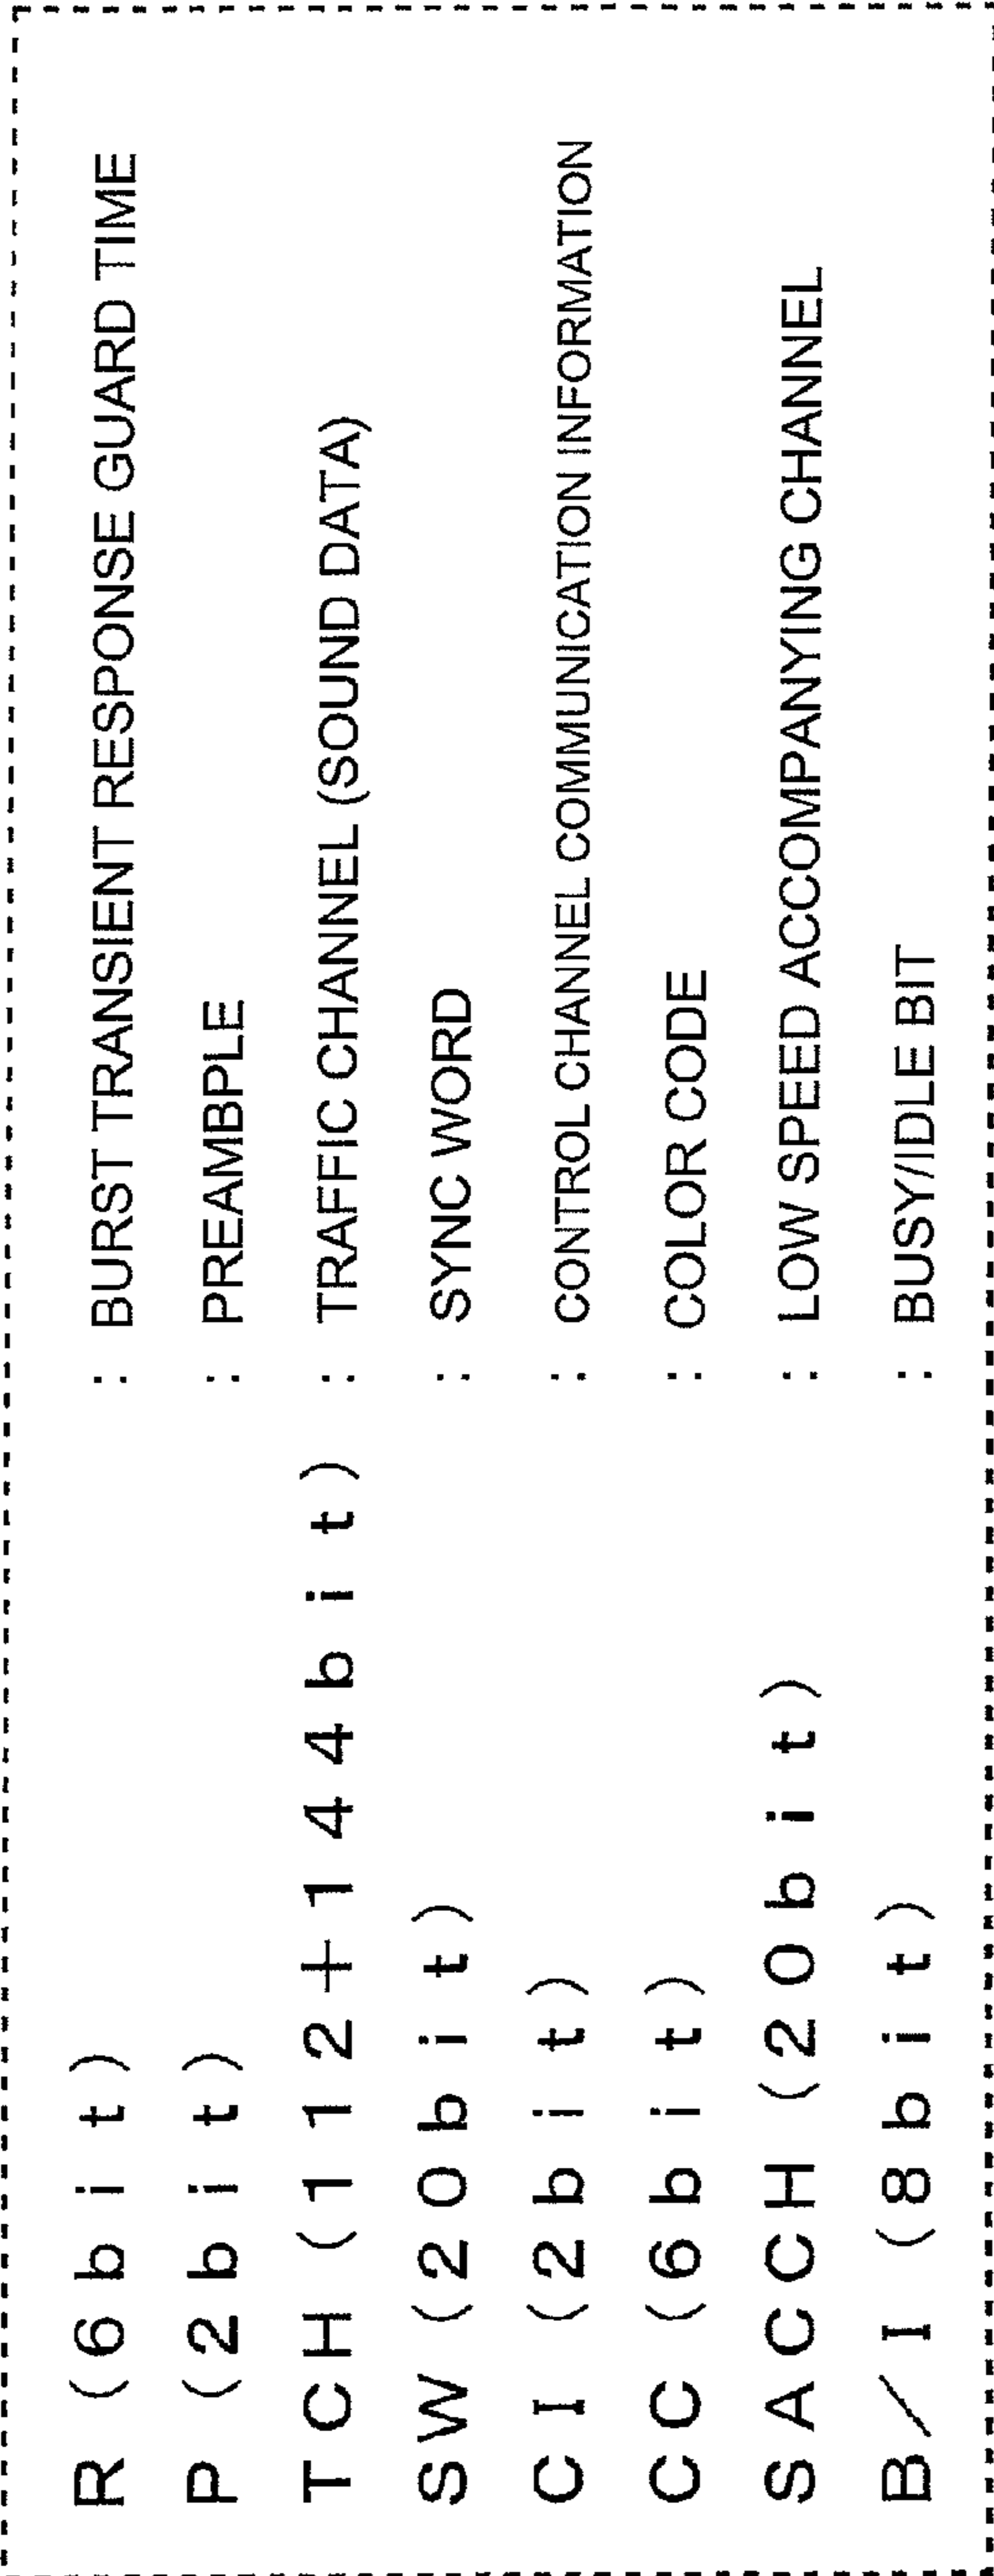 R (6bit) : BURST TRANSIENT RESPONSE GUARD TIME
P (2bit) : PREAMBPLE
TCH (112+144bit) : TRAFFIC CHANNEL (SOUND DATA)
SW (20bit) : SYNC WORD
CI (2bit) : CONTROL CHANNEL COMMUNICATION INFORMATION
CC (6bit) : COLOR CODE
SACCH (20bit) : LOW SPEED ACCOMPANYING CHANNEL
B/I (8bit) : BUSY/IDLE BIT